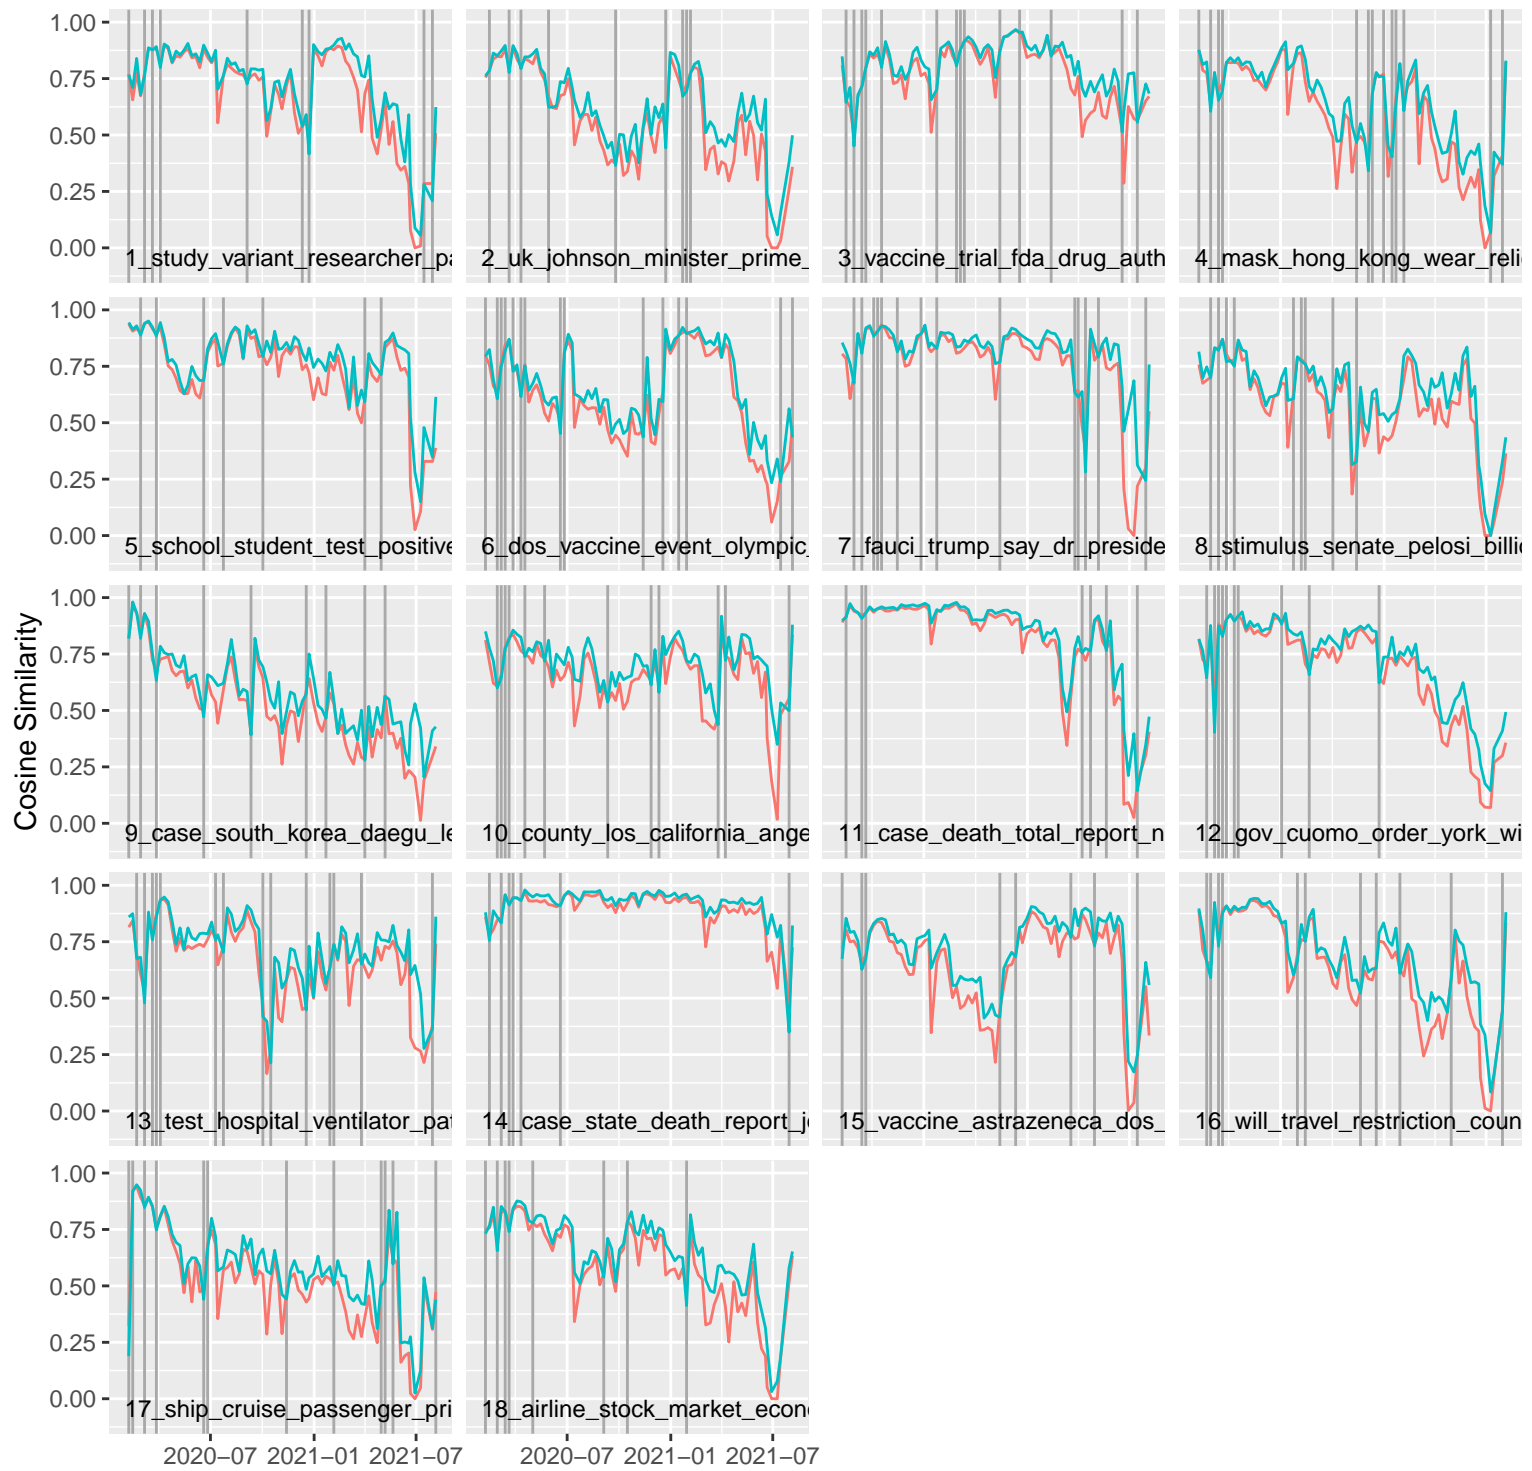 1.00
0.75
0.50
0.25
0.00
1_study_variant_researcher_pa
2_uk_johnson_minister_prime_
3_vaccine_trial_fda_drug_auth
4_mask_hong_kong_wear_reli
1.00
0.75
0.50
0.25
0.00
5_school_student_test_positive
6_dos_vaccine_event_olympic_
7_fauci_trump_say_dr_preside
8_stimulus_senate_pelosi_billi
Cosine Similarity
1.00
0.75
0.50
0.25
0.00
9_case_south_korea_daegu_le
10_county_los_california_ange
11_case_death_total_report_n
12_gov_cuomo_order_york_wi
1.00
0.75
0.50
0.25
0.00
13_test_hospital_ventilator_pat
14_case_state_death_report_j
15_vaccine_astrazeneca_dos_
16_will_travel_restriction_coun
1.00
0.75
0.50
0.25
0.00
17_ship_cruise_passenger_pri
18_airline_stock_market_econ
2020−07 2021−01 2021−07
2020−07 2021−01 2021−07